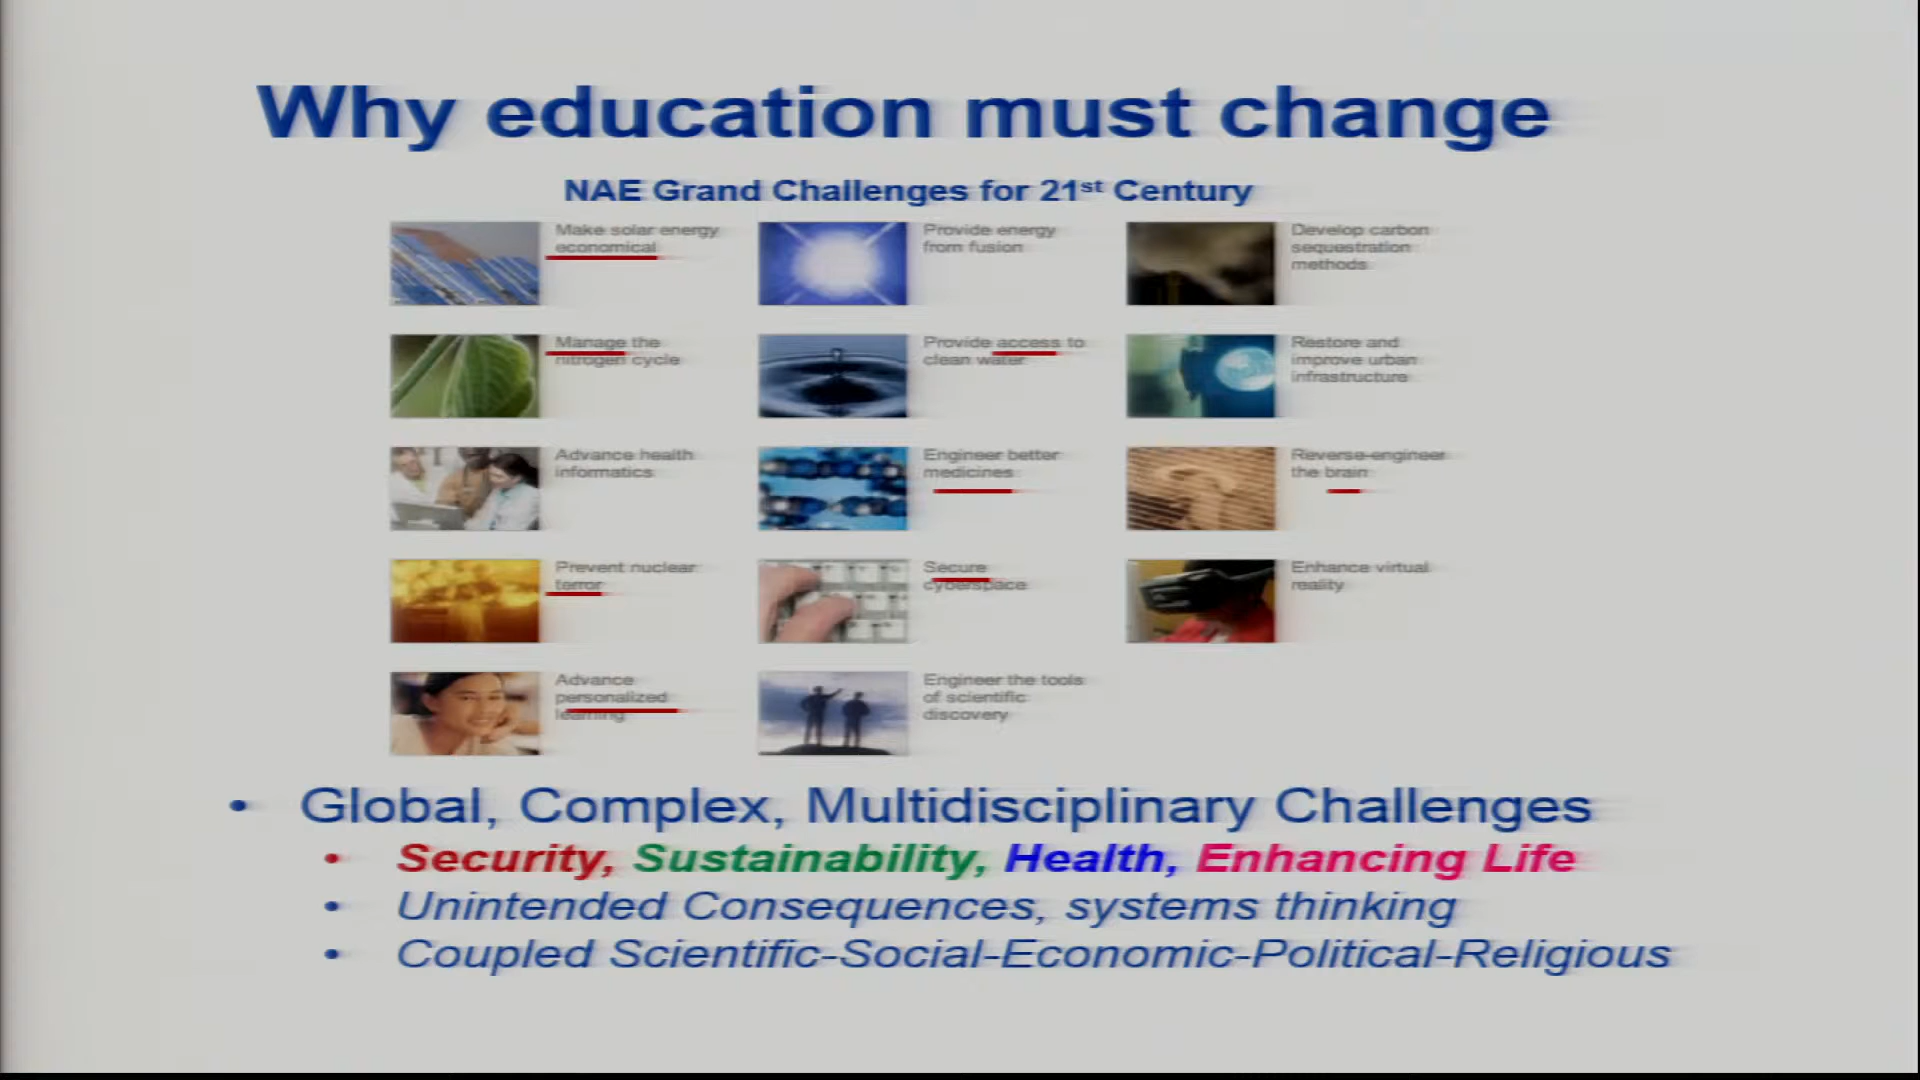 Why education must change
NAE Grand Challenges for 21st Century
Make solar energy
economical
Provide energy
from fusion
Develop carbon
sequestration
methods
Manage the
nitrogen cycle
Provide access to
clean water
Restore and
improve urban
infrastructure
Advance health
informatics
Engineer better
medicines
Reverse-engineer
the brain
Prevent nuclear
terror
Secure
cyberspace
Enhance virtual
reality
Advance
personalized
learning
Engineer the tools
of scientific
discovery
• Global, Complex, Multidisciplinary Challenges
• Security, Sustainability, Health, Enhancing Life
• Unintended Consequences, systems thinking
• Coupled Scientific-Social-Economic-Political-Religious